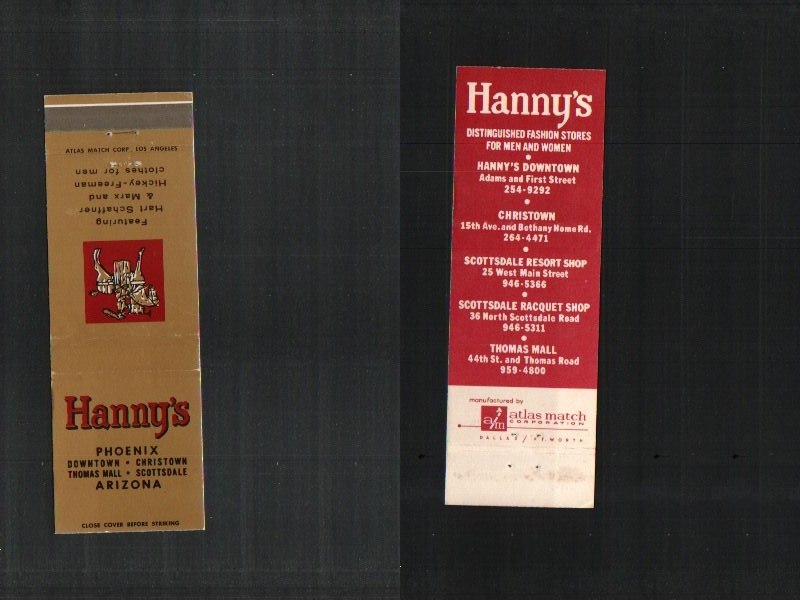 ATLAS MATCH CORP., LOS ANGELES
Featuring
Hart Schaffner
& Marx and
Hickey-Freeman
clothes for men
Hanny's
PHOENIX
DOWNTOWN • CHRISTOWN
THOMAS MALL • SCOTTSDALE
ARIZONA
CLOSE COVER BEFORE STRIKING
Hanny's
DISTINGUISHED FASHION STORES
FOR MEN AND WOMEN
HANNY'S DOWNTOWN
Adams and First Street
254-9292
CHRISTOWN
15th Ave. and Bethany Home Rd.
264-4471
SCOTTSDALE RESORT SHOP
25 West Main Street
946-5366
SCOTTSDALE RACQUET SHOP
36 North Scottsdale Road
946-5311
THOMAS MALL
44th St. and Thomas Road
959-4800
manufactured by
a/m
atlas match
CORPORATION
DALLAS / FT. WORTH